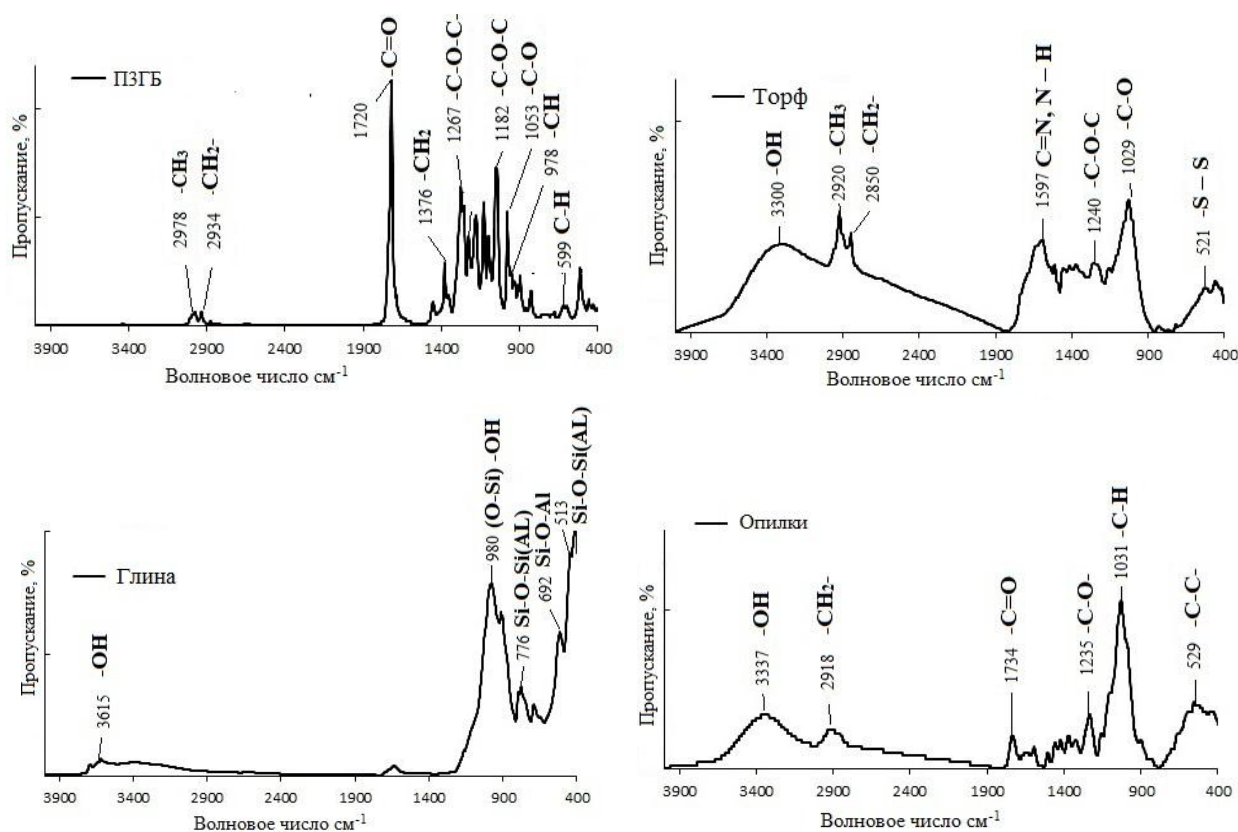 П3ГБ
Пропускание, %
2978 -CH3
2934 -CH2-
1720 -C=O
1376 -CH2
1267 -C-O-C-
1182 -C-O-C
1053 -C-O
978 -CH
599 C-H
3900 3400 2900 1900 1400 900 400
Волновое число см-1
Торф
Пропускание, %
3300 -OH
2920 -CH3
2850 -CH2-
1597 C=N, N – H
1240 -C-O-C
1029 -C-O
521 -S – S
3900 3400 2900 1900 1400 900 400
Волновое число см-1
Глина
Пропускание, %
3615 -OH
980 (O-Si) -OH
776 Si-O-Si(AL)
692 Si-O-Al
513 Si-O-Si(AL)
3900 3400 2900 1900 1400 900 400
Волновое число см-1
Опилки
Пропускание, %
3337 -OH
2918 -CH2-
1734 -C=O
1235 -C-O-
1031 -C-H
529 -C-C-
3900 3400 2900 1900 1400 900 400
Волновое число см-1